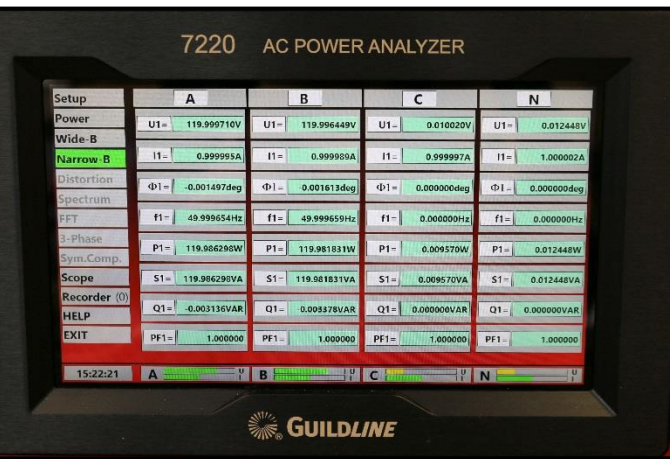 7220 AC POWER ANALYZER
Setup A B C N
Power U1= 119.999710V U1= 119.996449V U1= 0.010020V U1= 0.012448V
Wide-B
Narrow-B I1= 0.999995A I1= 0.999989A I1= 0.999997A I1= 1.000002A
Distortion Φ1= -0.001497deg Φ1= -0.001613deg Φ1= 0.000000deg Φ1= 0.000000deg
Spectrum
FFT f1= 49.999654Hz f1= 49.999659Hz f1= 0.000000Hz f1= 0.000000Hz
3-Phase P1= 119.986298W P1= 119.981831W P1= 0.009570W P1= 0.012448W
Sym.Comp.
Scope S1= 119.986298VA S1= 119.981831VA S1= 0.009570VA S1= 0.012448VA
Recorder (0)
HELP Q1= -0.003136VAR Q1= -0.003378VAR Q1= 0.000000VAR Q1= 0.000000VAR
EXIT PF1= 1.000000 PF1= 1.000000 PF1= 1.000000 PF1= 1.000000
15:22:21 A U I B U I C U I N U I
GUILDLINE